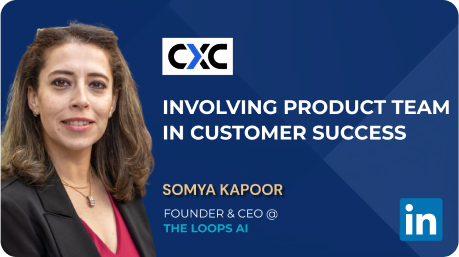 CXC
INVOLVING PRODUCT TEAM
IN CUSTOMER SUCCESS
SOMYA KAPOOR
FOUNDER & CEO @
THE LOOPS AI
in